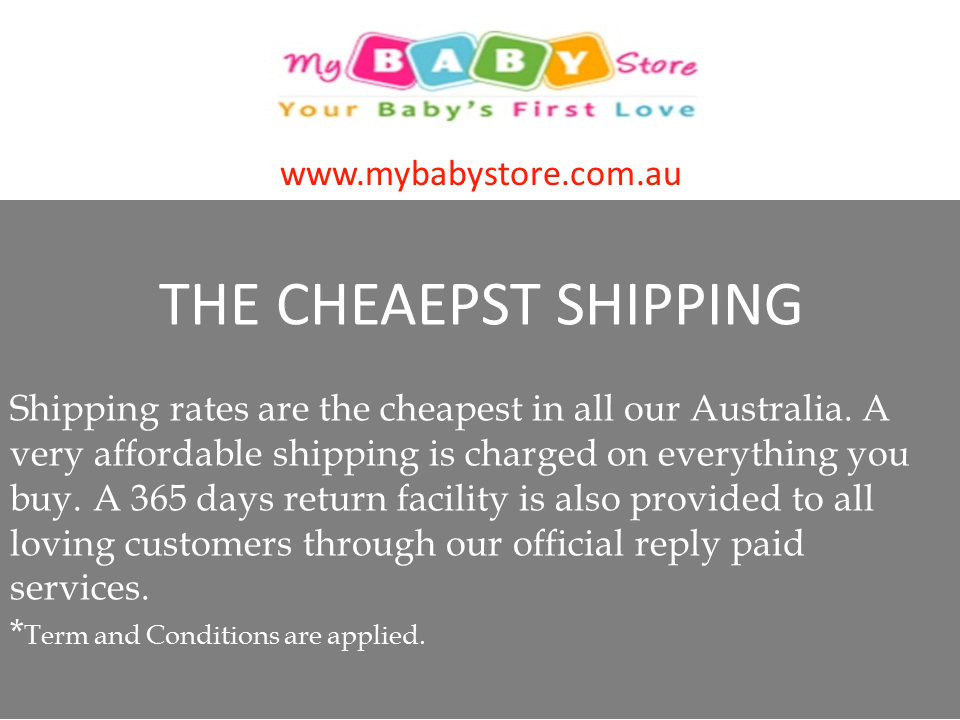 My BABY Store
Your Baby's First Love
www.mybabystore.com.au
THE CHEAEPST SHIPPING
Shipping rates are the cheapest in all our Australia. A
very affordable shipping is charged on everything you
buy. A 365 days return facility is also provided to all
loving customers through our official reply paid
services.
*Term and Conditions are applied.